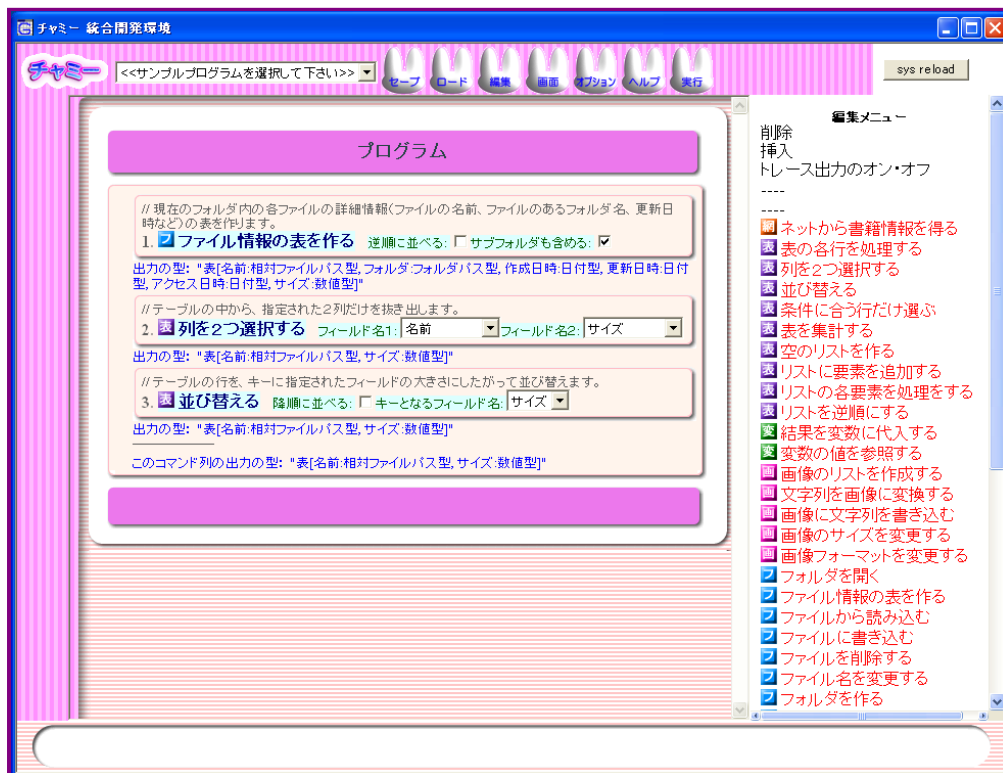 チャミー 統合開発環境
チャミー
<<サンプルプログラムを選択して下さい>>
セーブ
ロード
編集
画面
オプション
ヘルプ
実行
sys reload
プログラム
//現在のフォルダ内の各ファイルの詳細情報(ファイルの名前、ファイルのあるフォルダ名、更新日
時など)の表を作ります。
1. フ ファイル情報の表を作る 逆順に並べる: サブフォルダも含める:
出力の型: "表[名前:相対ファイルパス型, フォルダ:フォルダパス型, 作成日時:日付型, 更新日時:日付
型, アクセス日時:日付型, サイズ:数値型]"
//テーブルの中から、指定された2列だけを抜き出します。
2. 表 列を2つ選択する フィールド名1: 名前 フィールド名2: サイズ
出力の型: "表[名前:相対ファイルパス型, サイズ:数値型]"
//テーブルの行を、キーに指定されたフィールドの大きさにしたがって並び替えます。
3. 表 並び替える 降順に並べる: キーとなるフィールド名: サイズ
出力の型: "表[名前:相対ファイルパス型, サイズ:数値型]"
このコマンド列の出力の型: "表[名前:相対ファイルパス型, サイズ:数値型]"
編集メニュー
削除
挿入
トレース出力のオン・オフ
----
----
網 ネットから書籍情報を得る
表 表の各行を処理する
表 列を2つ選択する
表 並び替える
表 条件に合う行だけ選ぶ
表 表を集計する
表 空のリストを作る
表 リストに要素を追加する
表 リストの各要素を処理をする
表 リストを逆順にする
変 結果を変数に代入する
変 変数の値を参照する
画 画像のリストを作成する
画 文字列を画像に変換する
画 画像に文字列を書き込む
画 画像のサイズを変更する
画 画像フォーマットを変更する
フ フォルダを開く
フ ファイル情報の表を作る
フ ファイルから読み込む
フ ファイルに書き込む
フ ファイルを削除する
フ ファイル名を変更する
フ フォルダを作る